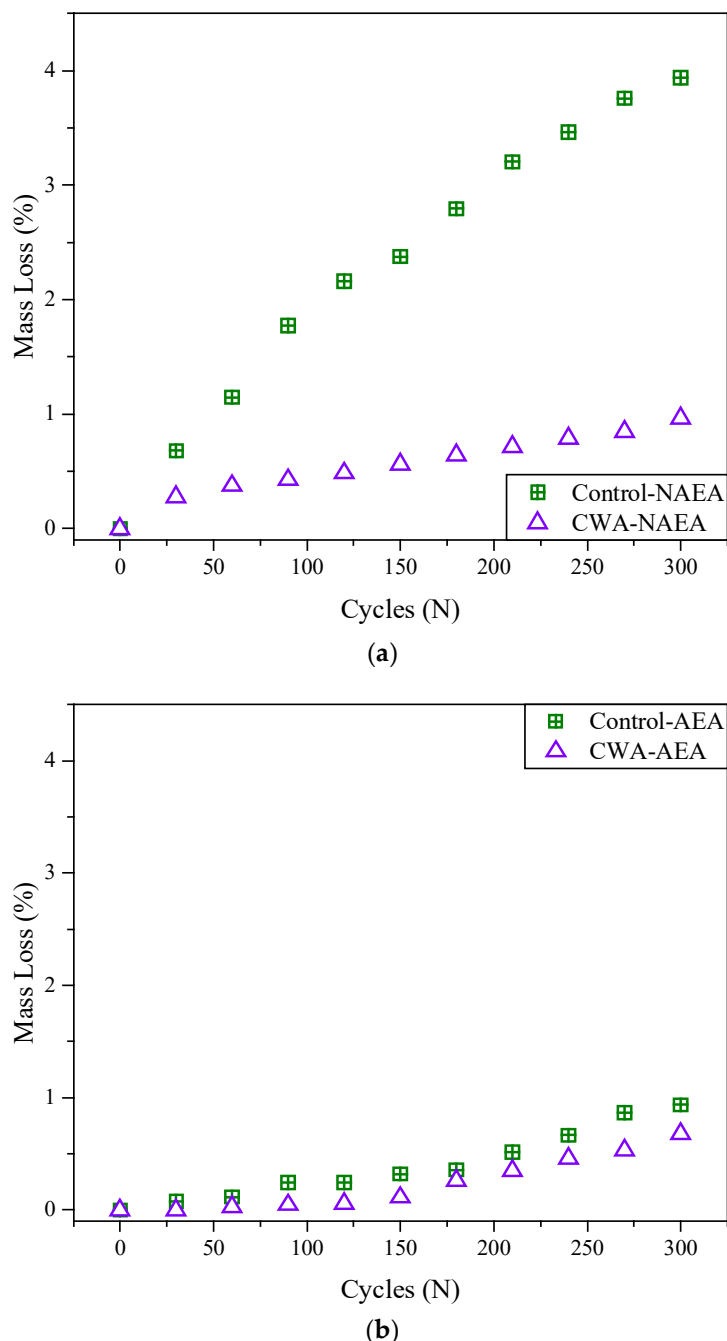 4
3
2
1
0
Mass Loss (%)
Control-NAEA
CWA-NAEA
0 50 100 150 200 250 300
Cycles (N)
(a)
Control-AEA
CWA-AEA
4
3
2
1
0
Mass Loss (%)
0 50 100 150 200 250 300
Cycles (N)
(b)